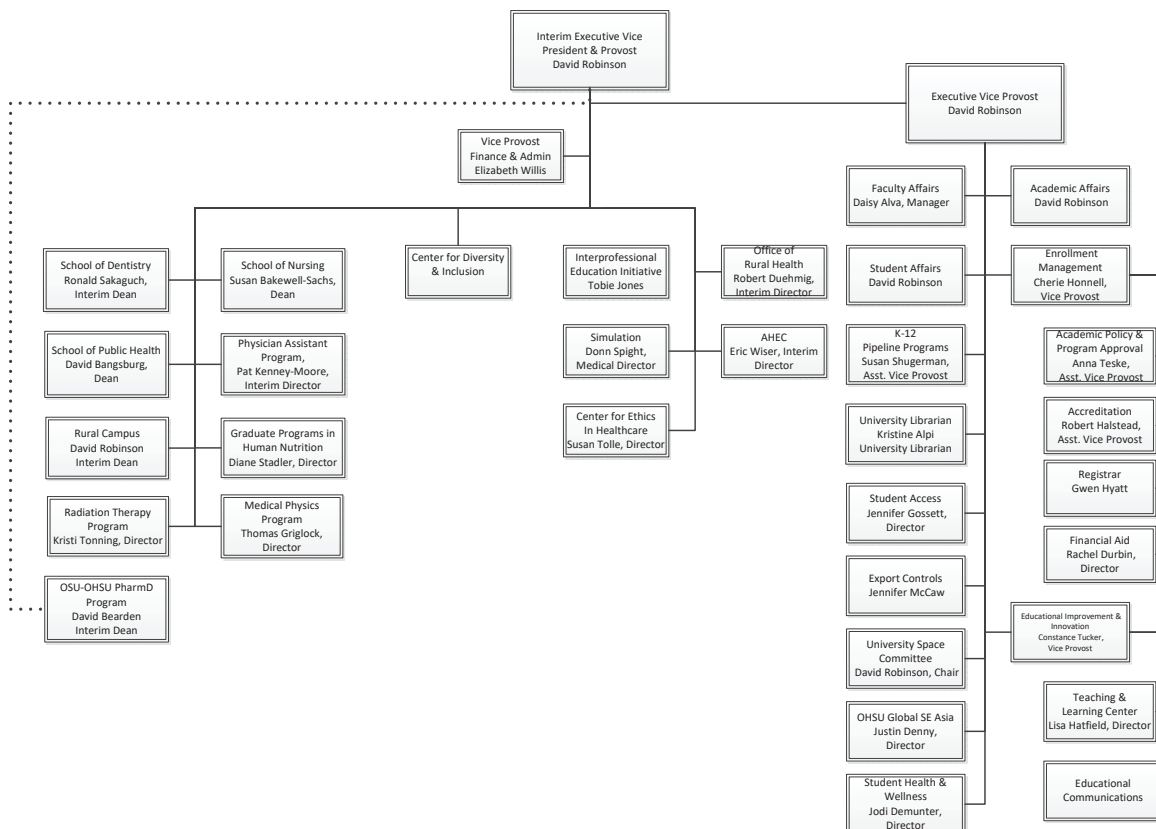 Interim Executive Vice
President & Provost
David Robinson
Executive Vice Provost
David Robinson
Vice Provost
Finance & Admin
Elizabeth Willis
Faculty Affairs
Daisy Alva, Manager
Academic Affairs
David Robinson
School of Dentistry
Ronald Sakaguch,
Interim Dean
School of Nursing
Susan Bakewell-Sachs,
Dean
Center for Diversity
& Inclusion
Interprofessional
Education Initiative
Tobie Jones
Office of
Rural Health
Robert Duehmig,
Interim Director
Student Affairs
David Robinson
Enrollment
Management
Cherie Honnell,
Vice Provost
School of Public Health
David Bangsburg,
Dean
Physician Assistant
Program,
Pat Kenney-Moore,
Interim Director
Simulation
Donn Spight,
Medical Director
AHEC
Eric Wiser, Interim
Director
K-12
Pipeline Programs
Susan Shugerman,
Asst. Vice Provost
Academic Policy &
Program Approval
Anna Teske,
Asst. Vice Provost
Rural Campus
David Robinson
Interim Dean
Graduate Programs in
Human Nutrition
Diane Stadler, Director
Center for Ethics
In Healthcare
Susan Tolle, Director
University Librarian
Kristine Alpi
University Librarian
Accreditation
Robert Halstead,
Asst. Vice Provost
Registrar
Gwen Hyatt
Radiation Therapy
Program
Kristi Tonning, Director
Medical Physics
Program
Thomas Griglock,
Director
Student Access
Jennifer Gossett,
Director
Financial Aid
Rachel Durbin,
Director
OSU-OHSU PharmD
Program
David Bearden
Interim Dean
Export Controls
Jennifer McCaw
Educational Improvement &
Innovation
Constance Tucker,
Vice Provost
University Space
Committee
David Robinson, Chair
Teaching &
Learning Center
Lisa Hatfield, Director
OHSU Global SE Asia
Justin Denny,
Director
Student Health &
Wellness
Jodi Demunter,
Director
Educational
Communications